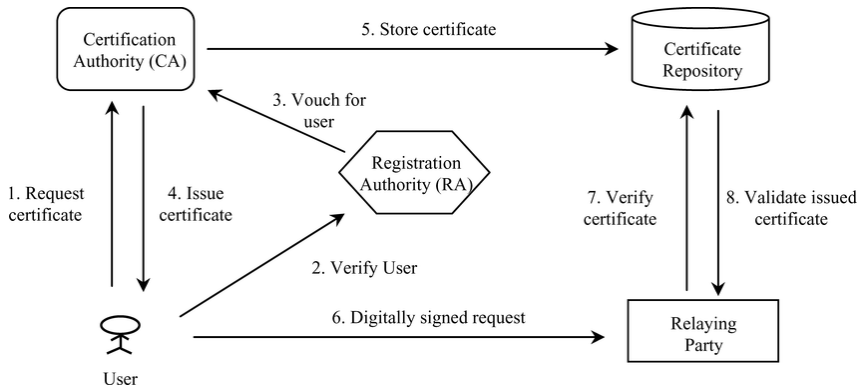 5. Store certificate
Certification
Authority (CA)
Certificate
Repository
3. Vouch for
user
Registration
Authority (RA)
1. Request
certificate
4. Issue
certificate
7. Verify
certificate
8. Validate issued
certificate
2. Verify User
6. Digitally signed request
Relaying
Party
User